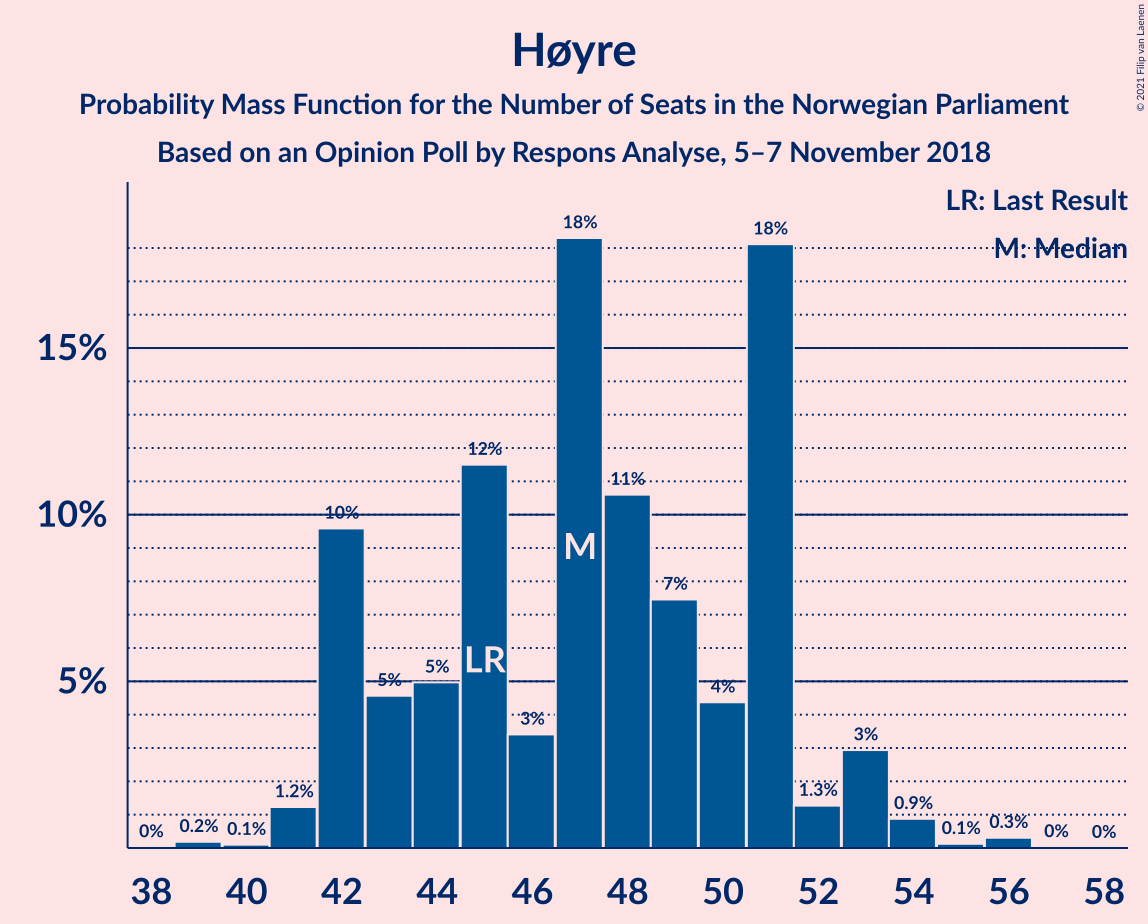 Høyre
Probability Mass Function for the Number of Seats in the Norwegian Parliament
Based on an Opinion Poll by Respons Analyse, 5–7 November 2018
© 2021 Filip van Laenen
LR: Last Result
M: Median
15%
10%
5%
0%
0.2%
0.1%
1.2%
10%
5%
5%
12%
3%
18%
11%
7%
4%
18%
1.3%
3%
0.9%
0.1%
0.3%
0%
0%
LR
M
38 40 42 44 46 48 50 52 54 56 58